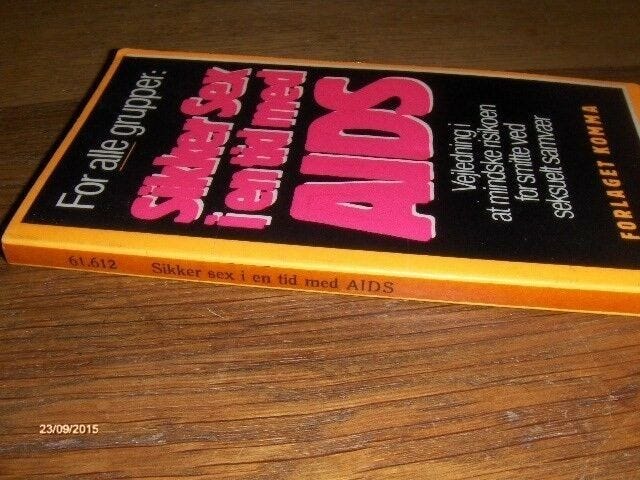 For alle grupper:
Sikker Sex
i en tid med
AIDS
Vejledning i
at mindske risikoen
for smitte ved
seksuelt samvær
FORLAGET KOMMA
61.612 Sikker sex i en tid med AIDS
23/09/2015